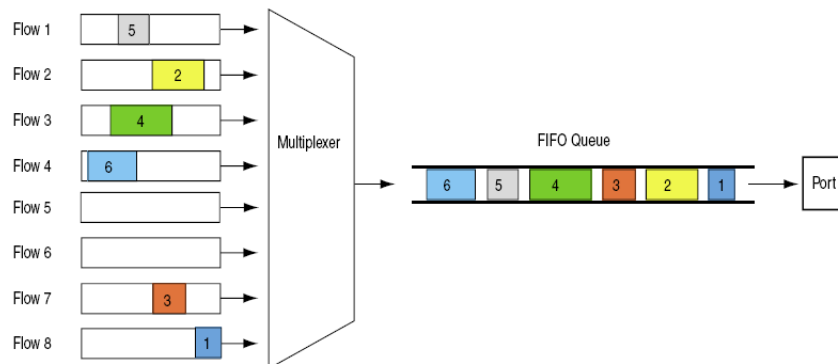 Flow 1
5
Flow 2
2
Flow 3
4
Flow 4
6
Flow 5
Flow 6
Flow 7
3
Flow 8
1
Multiplexer
FIFO Queue
6 5 4 3 2 1
Port